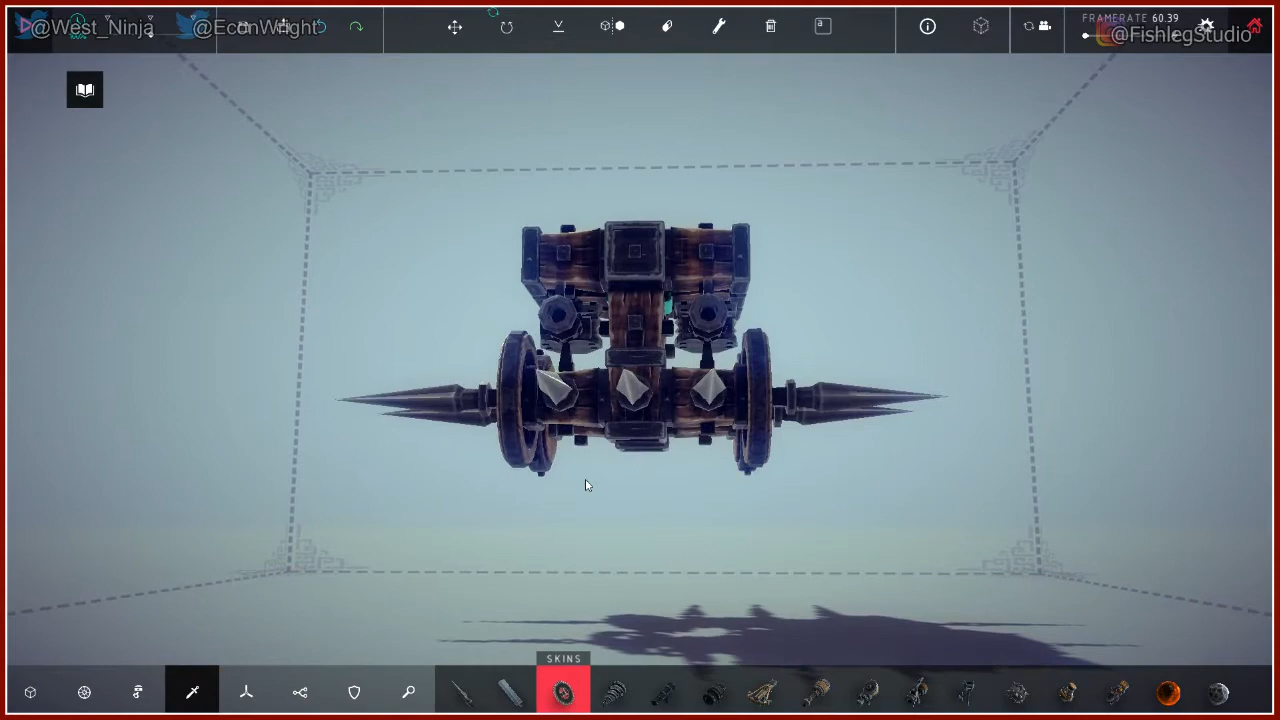 @West_Ninja
@EconWright
FRAMERATE 60.39
@FishlegStudio
SKINS